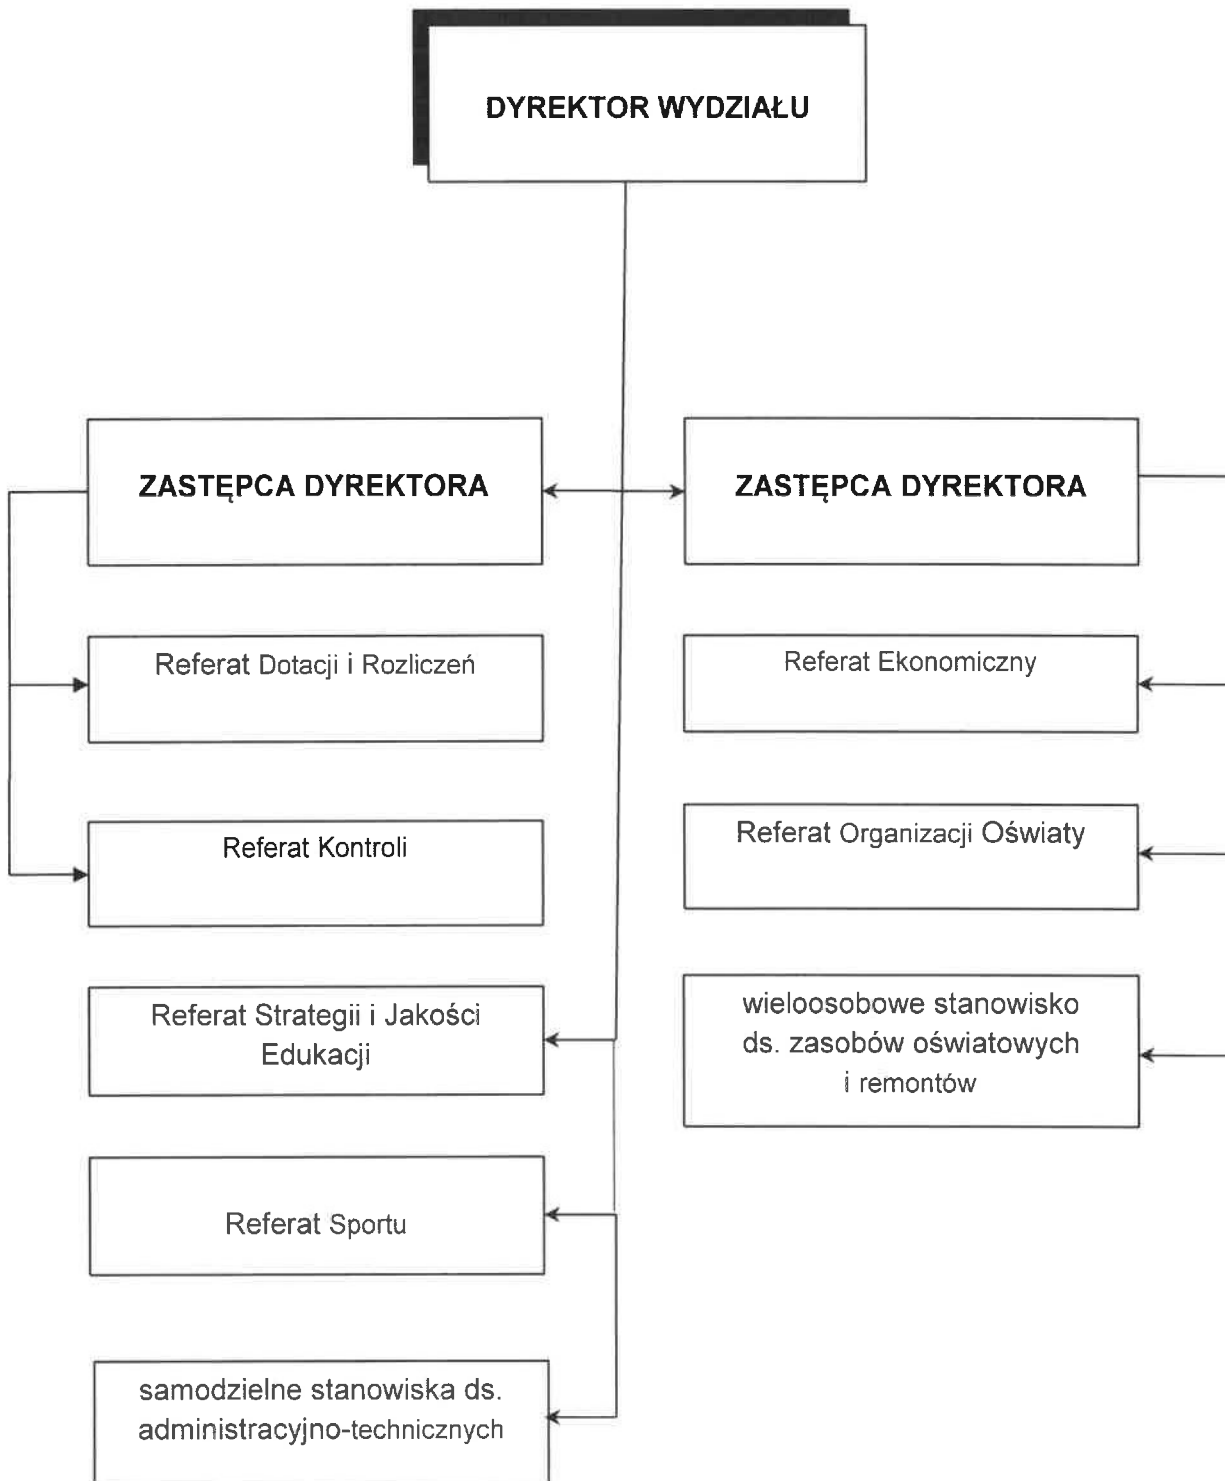 DYREKTOR WYDZIAŁU
ZASTĘPCA DYREKTORA
ZASTĘPCA DYREKTORA
Referat Dotacji i Rozliczeń
Referat Ekonomiczny
Referat Kontroli
Referat Organizacji Oświaty
Referat Strategii i Jakości
Edukacji
wieloosobowe stanowisko
ds. zasobów oświatowych
i remontów
Referat Sportu
samodzielne stanowiska ds.
administracyjno-technicznych